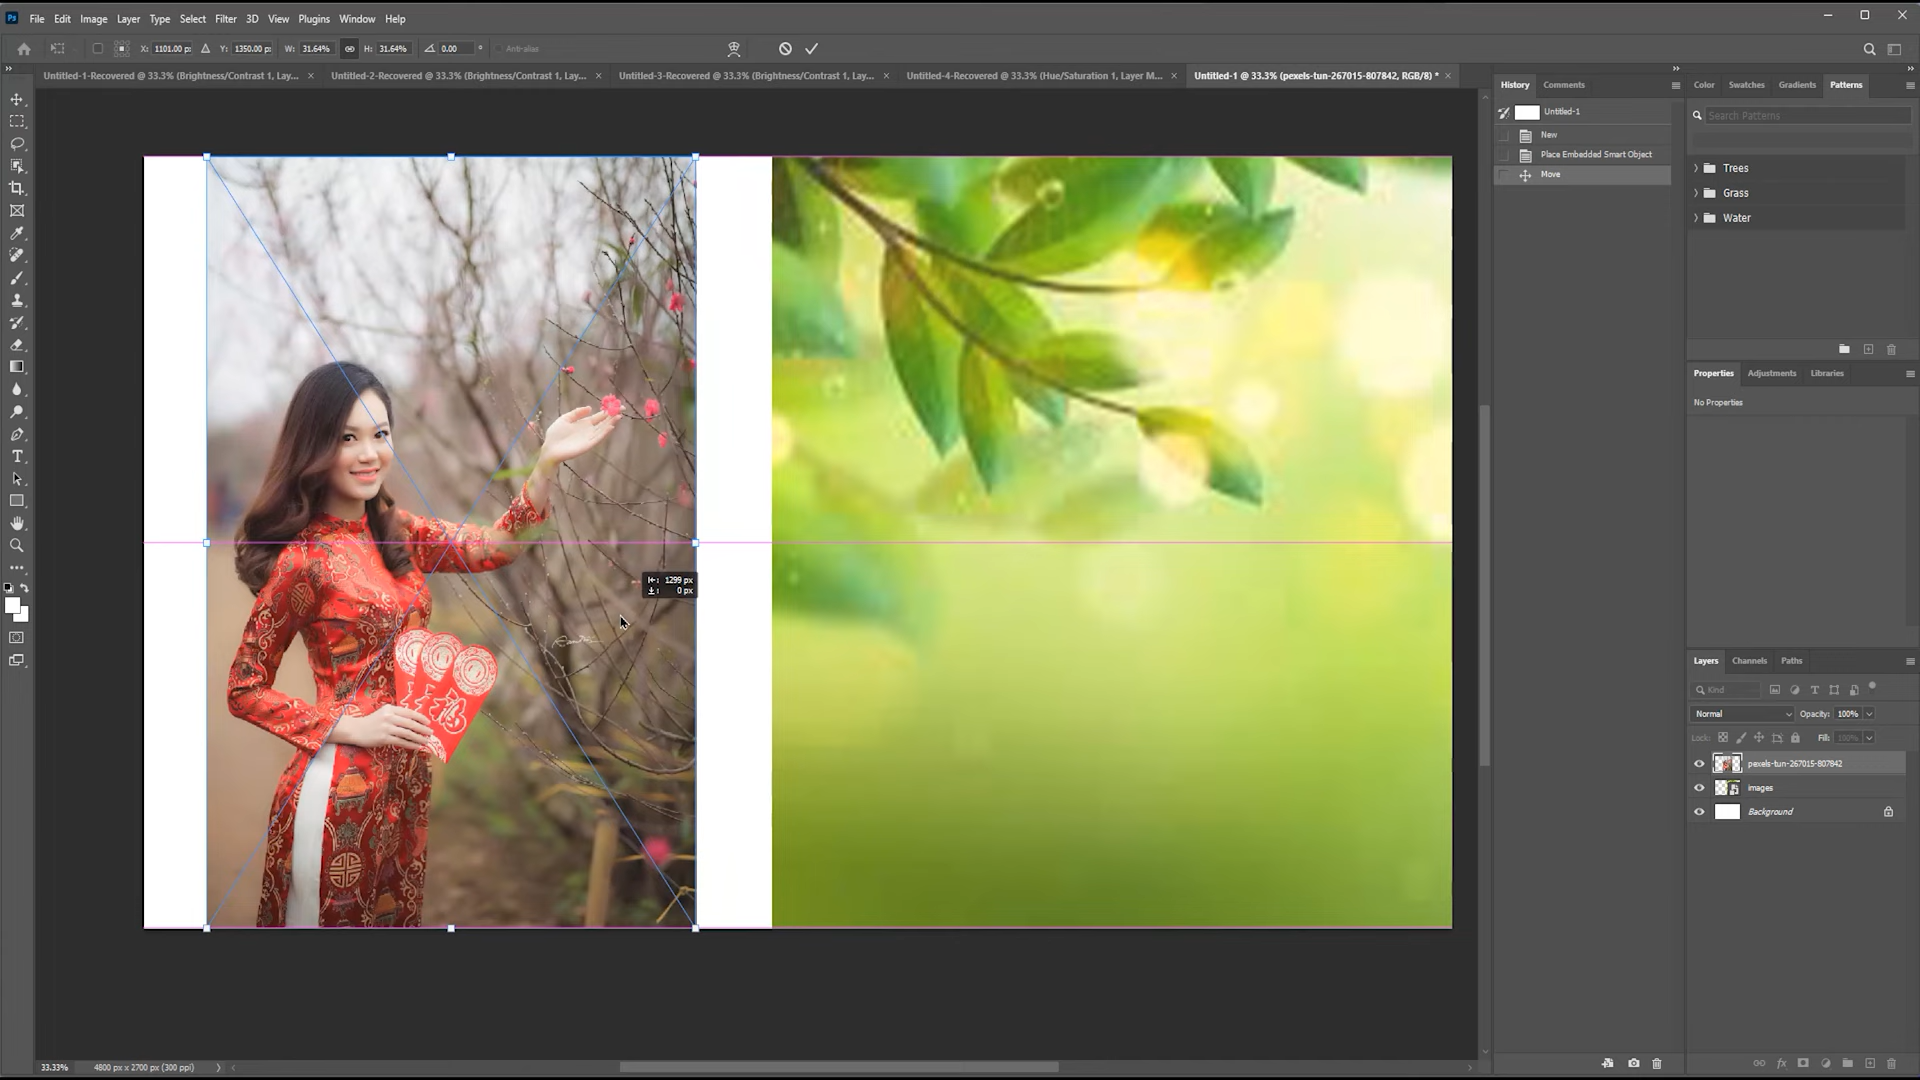 File Edit Image Layer Type Select Filter 3D View Plugins Window Help
X: 1101.00 px Y: 1350.00 px W: 31.64% H: 31.64% 0.00 ° Anti-alias
Untitled-1-Recovered @ 33.3% (Brightness/Contrast 1, Lay... × Untitled-2-Recovered @ 33.3% (Brightness/Contrast 1, Lay... × Untitled-3-Recovered @ 33.3% (Brightness/Contrast 1, Lay... × Untitled-4-Recovered @ 33.3% (Hue/Saturation 1, Layer M... × Untitled-1 @ 33.3% (pexels-tun-267015-807842, RGB/8) * ×
History Comments
Untitled-1
New
Place Embedded Smart Object
Move
Color Swatches Gradients Patterns
Search Patterns
Trees
Grass
Water
Properties Adjustments Libraries
No Properties
1299 px
0 px
福
Layers Channels Paths
Kind
Normal Opacity: 100%
Lock: Fill: 100%
pexels-tun-267015-807842
images
Background
33.33% 4800 px x 2700 px (300 ppi)